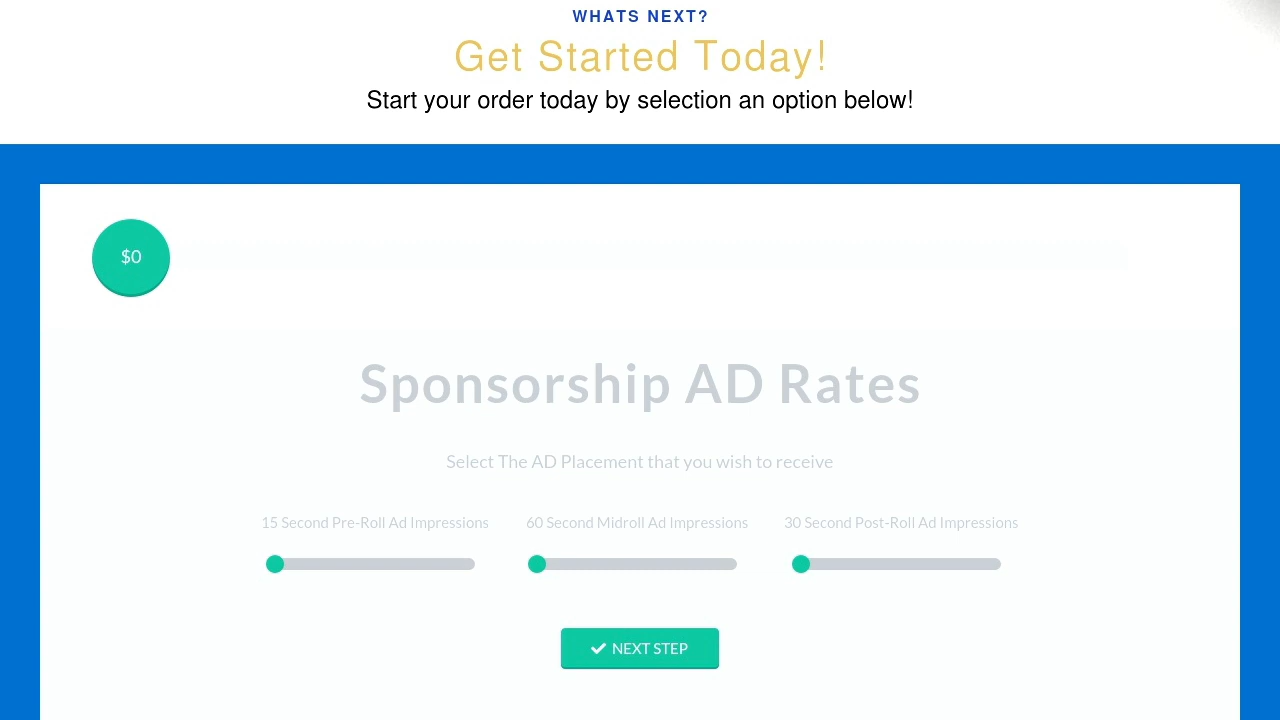 WHATS NEXT?
Get Started Today!
Start your order today by selection an option below!
$0
Sponsorship AD Rates
Select The AD Placement that you wish to receive
15 Second Pre-Roll Ad Impressions
60 Second Midroll Ad Impressions
30 Second Post-Roll Ad Impressions
NEXT STEP